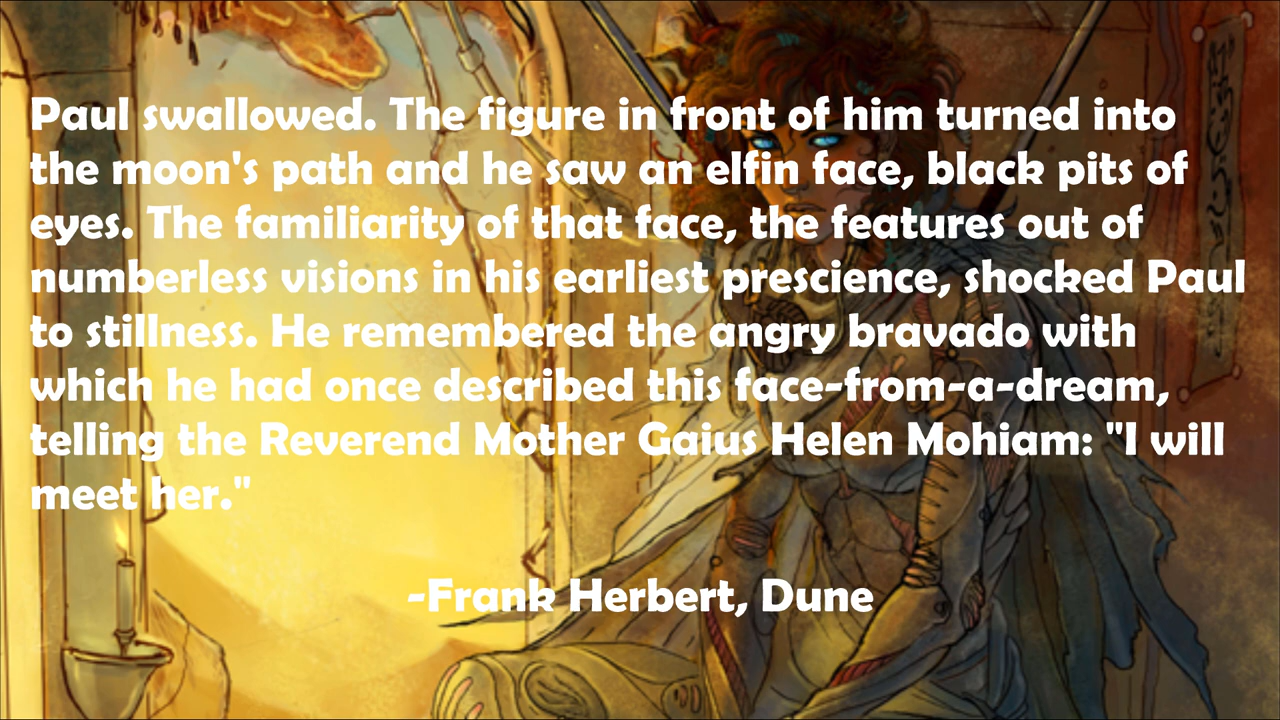 Paul swallowed. The figure in front of him turned into
the moon's path and he saw an elfin face, black pits of
eyes. The familiarity of that face, the features out of
numberless visions in his earliest prescience, shocked Paul
to stillness. He remembered the angry bravado with
which he had once described this face-from-a-dream,
telling the Reverend Mother Gaius Helen Mohiam: "I will
meet her."
-Frank Herbert, Dune